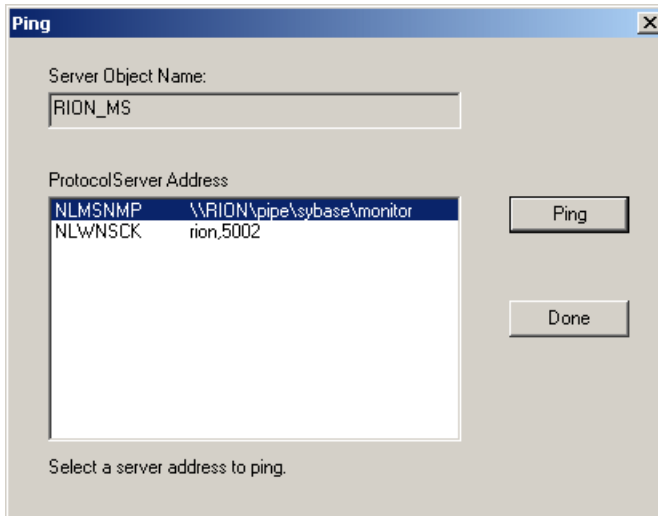 Ping
Server Object Name:
RION_MS
ProtocolServer Address
NLMSNMP \\RION\pipe\sybase\monitor
NLWNSCK rion,5002
Ping
Done
Select a server address to ping.